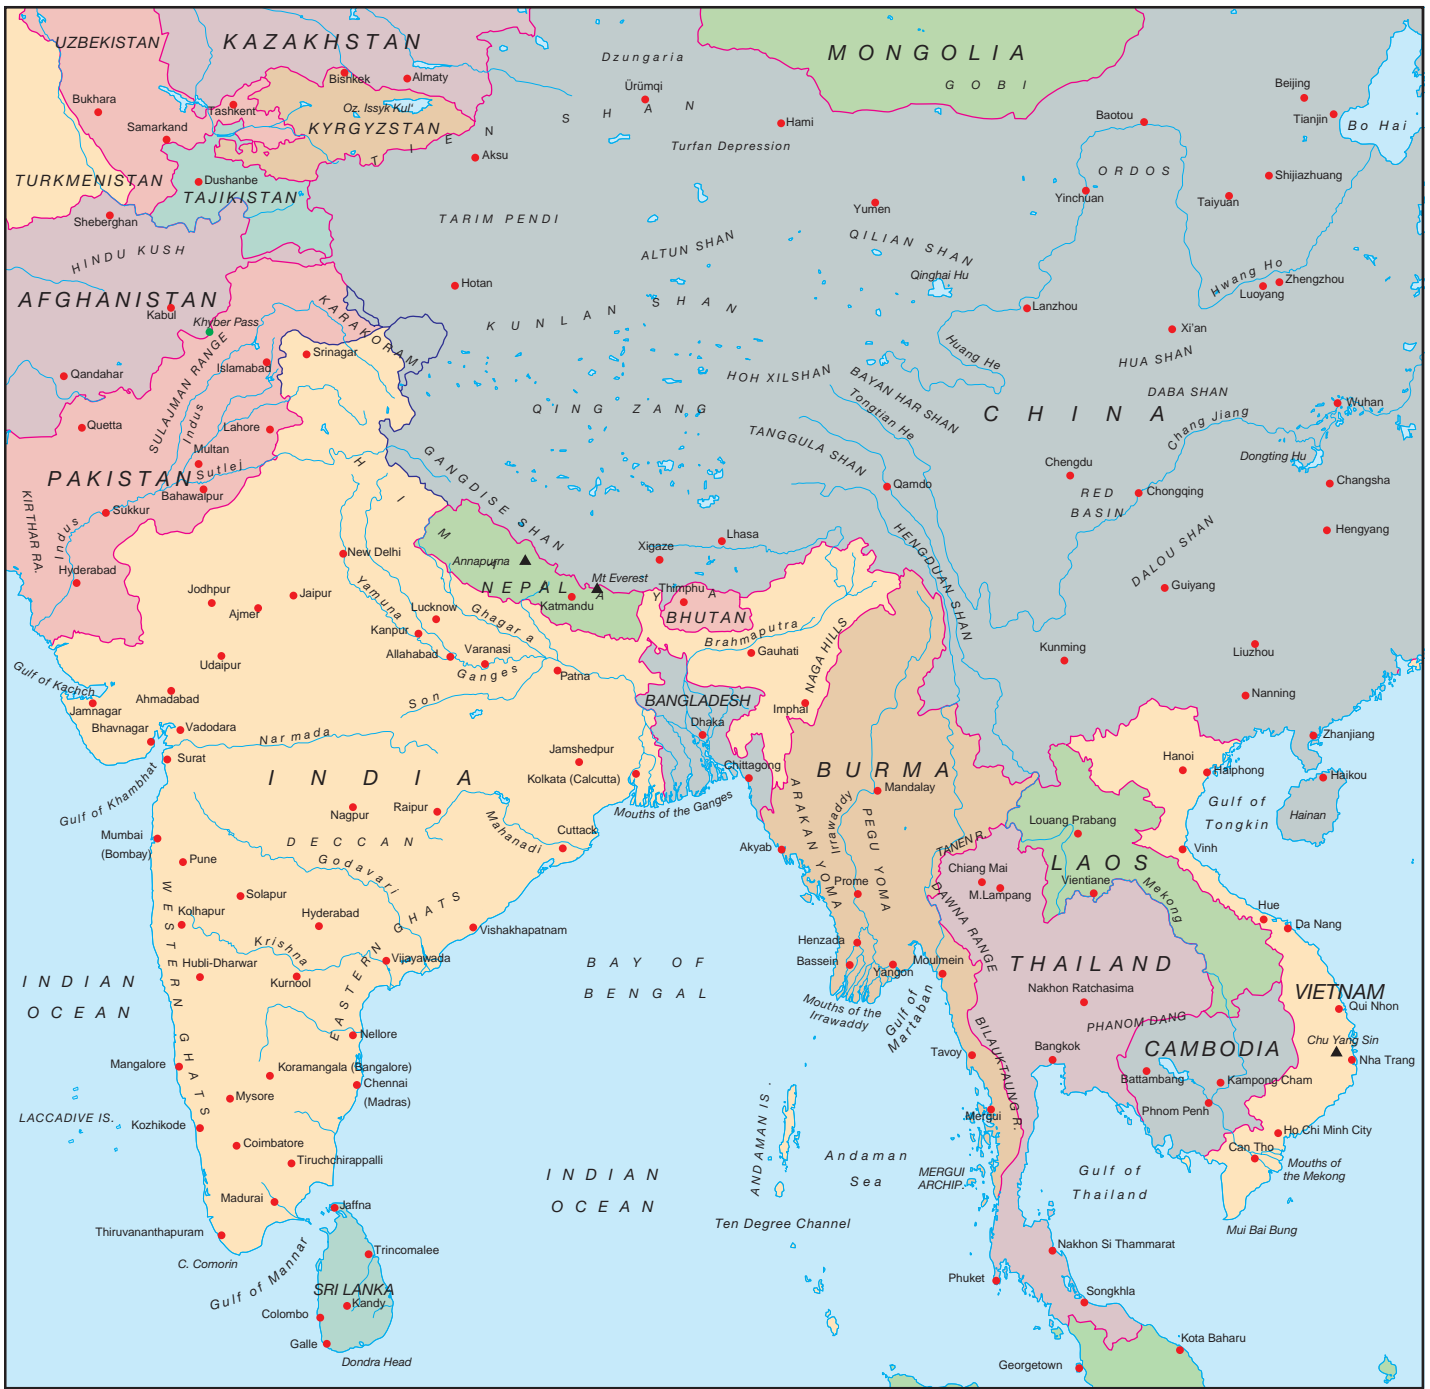 UZBEKISTAN
KAZAKHSTAN
MONGOLIA
GOBI
Dzungaria
Bishkek
Almaty
Ürümqi
Beijing
Tianjin
Bo Hai
Bukhara
Tashkent
Oz. Issyk Kul'
Hami
Baotou
Samarkand
KYRGYZSTAN
TIEN SHAN
Aksu
Turfan Depression
ORDOS
Shijiazhuang
TURKMENISTAN
Dushanbe
TAJIKISTAN
Yinchuan
Taiyuan
Sheberghan
TARIM PENDI
Yumen
HINDU KUSH
ALTUN SHAN
QILIAN SHAN
Qinghai Hu
Hwang Ho
Zhengzhou
Luoyang
AFGHANISTAN
Kabul
Khyber Pass
KARAKORAM
Hotan
KUNLAN SHAN
Lanzhou
Xi'an
Huang He
HUA SHAN
Srinagar
Islamabad
SULAJMAN RANGE
Qandahar
HOH XILSHAN
BAYAN HAR SHAN
DABA SHAN
Wuhan
Indus
Tongtian He
CHINA
Chang Jiang
QING ZANG
Quetta
Lahore
TANGGULA SHAN
Multan
Sutlej
PAKISTAN
Bahawalpur
GANGDISE SHAN
Chengdu
Dongting Hu
Changsha
Qamdo
RED
BASIN
Chongqing
KIRTHAR RA.
Sukkur
Indus
HIMALAYA
HENGDUAN SHAN
DALOU SHAN
Hengyang
New Delhi
Annapurna
Xigaze
Lhasa
Hyderabad
NEPAL
Mt Everest
Katmandu
Thimphu
BHUTAN
Guiyang
Jodhpur
Ajmer
Jaipur
Yamuna
Lucknow
Ghagara
Kanpur
Brahmaputra
NAGA HILLS
Allahabad
Varanasi
Ganges
Gauhati
Kunming
Liuzhou
Udaipur
Patna
Gulf of Kachch
Jamnagar
Ahmadabad
Son
BANGLADESH
Imphal
Nanning
Bhavnagar
Vadodara
Dhaka
Narmada
Zhanjiang
Surat
Jamshedpur
Kolkata (Calcutta)
Chittagong
BURMA
Hanoi
Haiphong
Haikou
INDIA
Gulf of Khambhat
Mouths of the Ganges
Mandalay
Nagpur
Raipur
Gulf of
Tongkin
Hainan
Mumbai
(Bombay)
DECCAN
Mahanadi
Cuttack
Akyab
ARAKAN YOMA
Irrawaddy
PEGU YOMA
TANEN R.
Louang Prabang
LAOS
Vinh
Pune
Godavari
Chiang Mai
M.Lampang
Vientiane
Mekong
WESTERN GHATS
Solapur
Prome
DAWNA RANGE
Kolhapur
Hyderabad
EASTERN GHATS
Vishakhapatnam
Hue
Da Nang
Krishna
Henzada
Hubli-Dharwar
Vijayawada
Bassein
Yangon
Moulmein
Kurnool
BAY OF
BENGAL
THAILAND
INDIAN
OCEAN
Nakhon Ratchasima
VIETNAM
Qui Nhon
Mouths of the
Irrawaddy
Gulf of
Martaban
PHANOM DANG
Nellore
BILAUKTAUNG R.
Chu Yang Sin
Tavoy
Bangkok
CAMBODIA
Nha Trang
Mangalore
Koramangala (Bangalore)
Chennai
(Madras)
Battambang
Kampong Cham
Mysore
Mergui
Phnom Penh
LACCADIVE IS.
Kozhikode
Ho Chi Minh City
ANDAMAN IS.
Coimbatore
Can Tho
Tiruchchirappalli
Andaman
Sea
MERGUI
ARCHIP.
Gulf of
Thailand
Mouths of
the Mekong
INDIAN
OCEAN
Madurai
Jaffna
Ten Degree Channel
Mui Bai Bung
Thiruvananthapuram
C. Comorin
Gulf of Mannar
Trincomalee
Nakhon Si Thammarat
Phuket
SRI LANKA
Kandy
Songkhla
Colombo
Galle
Kota Baharu
Dondra Head
Georgetown